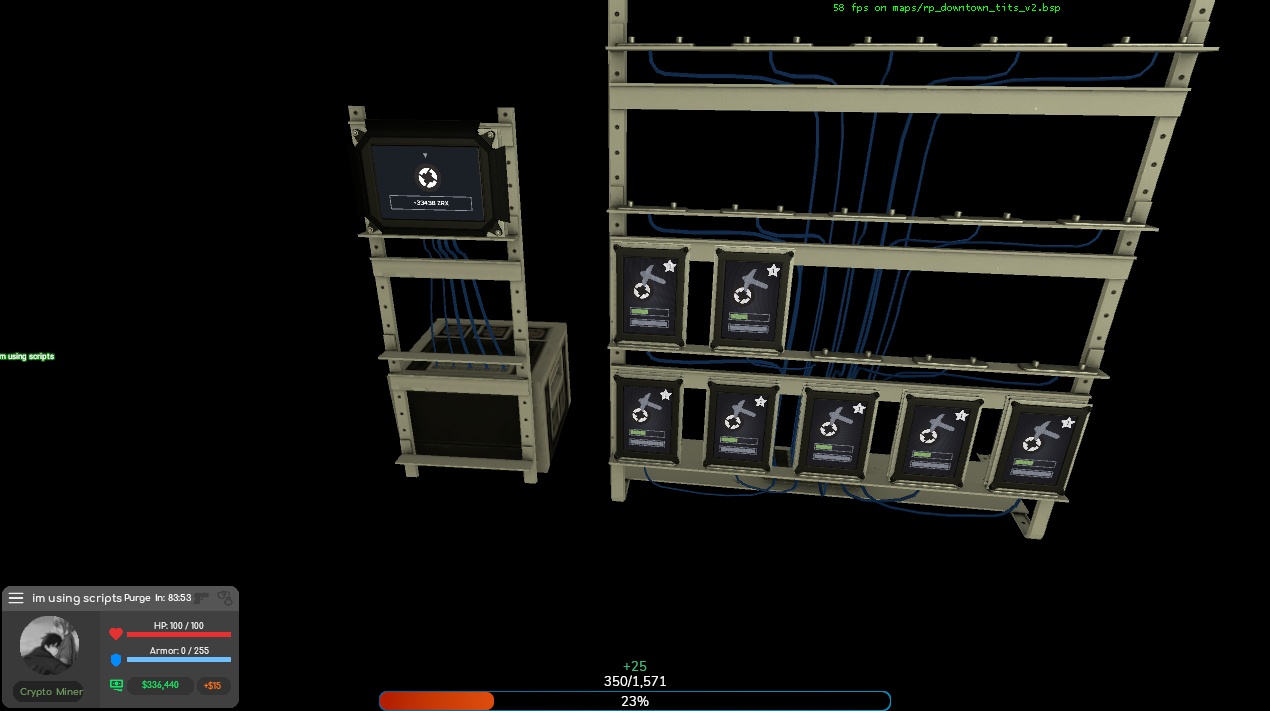 58 fps on maps/rp_downtown_tits_v2.bsp
m using scripts
im using scripts Purge In: 83:53
HP: 100 / 100
Armor: 0 / 255
$336,440
+$15
Crypto Miner
+25
350/1,571
23%